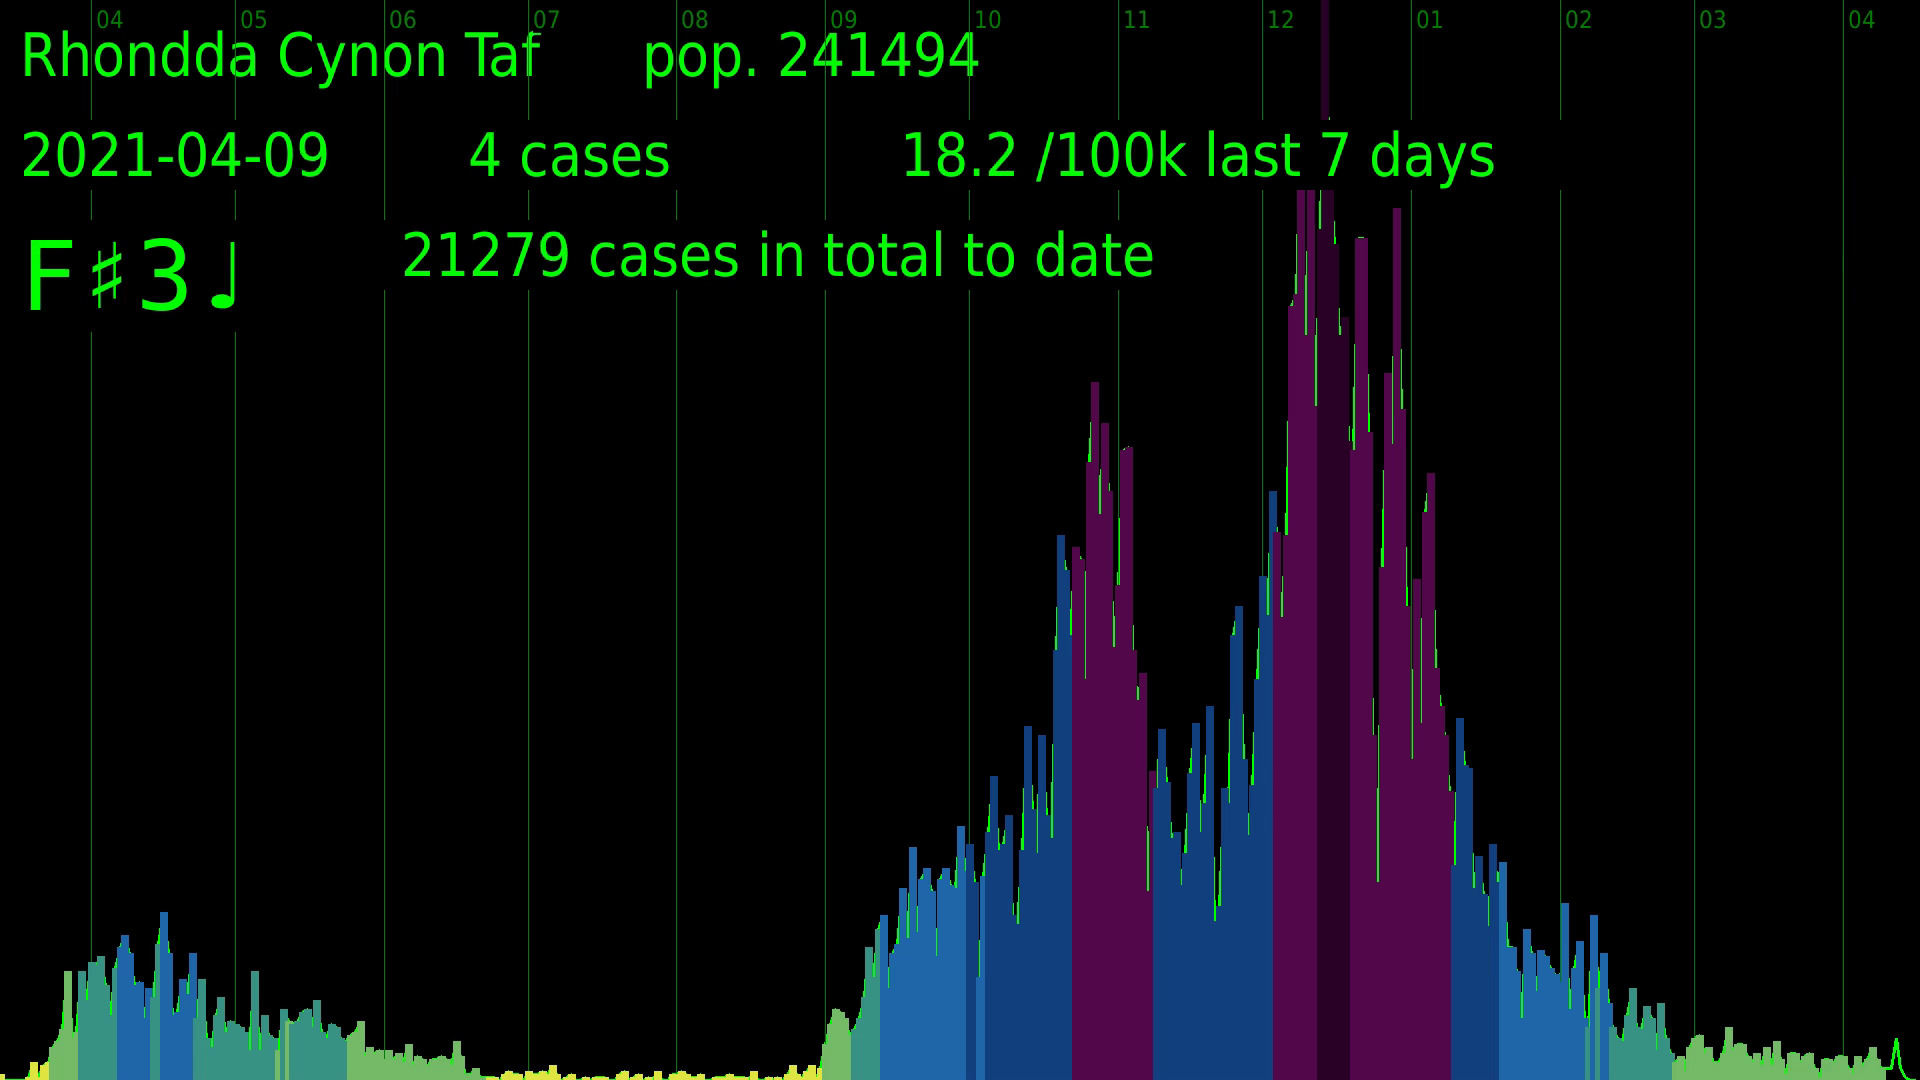 04 05 06 07 08 09 10 11 12 01 02 03 04
Rhondda Cynon Taf pop. 241494
2021-04-09 4 cases 18.2 /100k last 7 days
F♯3♩ 21279 cases in total to date